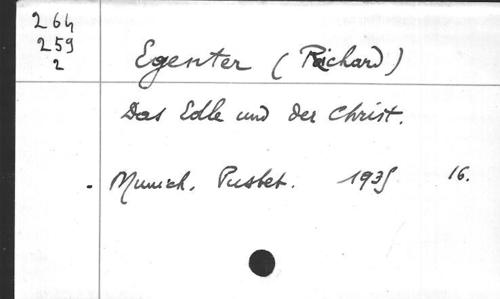 264
259
2
Egenter (Richard)
Das Edle und der Christ.
Munich. Pustet. 1935 16.